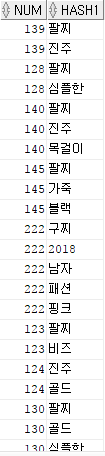 NUM HASH1
139 팔찌
139 진주
128 팔찌
128 심플한
140 팔찌
140 진주
140 목걸이
145 팔찌
145 가죽
145 블랙
222 구찌
222 2018
222 남자
222 패션
222 핑크
123 팔찌
123 비즈
124 진주
124 골드
130 팔찌
130 골드
130 심플한